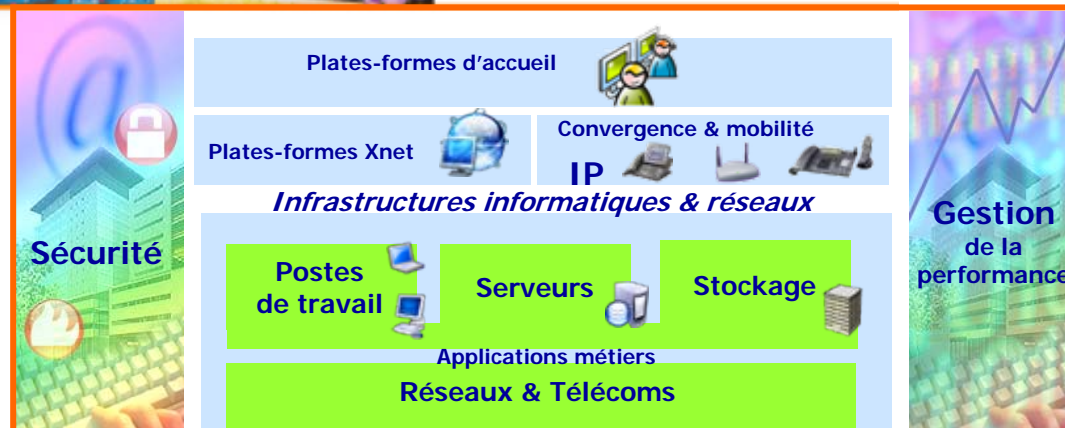 Plates-formes d'accueil
Plates-formes Xnet
Convergence & mobilité
IP
Infrastructures informatiques & réseaux
Sécurité
Gestion
de la
performance
Postes
de travail
Serveurs
Stockage
Applications métiers
Réseaux & Télécoms